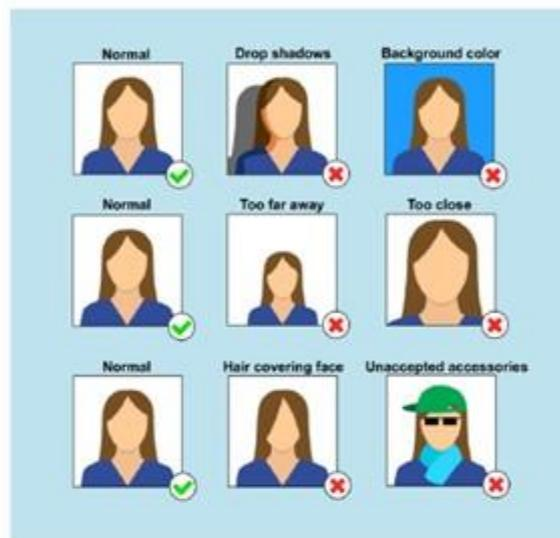 Normal
Drop shadows
Background color
Normal
Too far away
Too close
Normal
Hair covering face
Unaccepted accessories